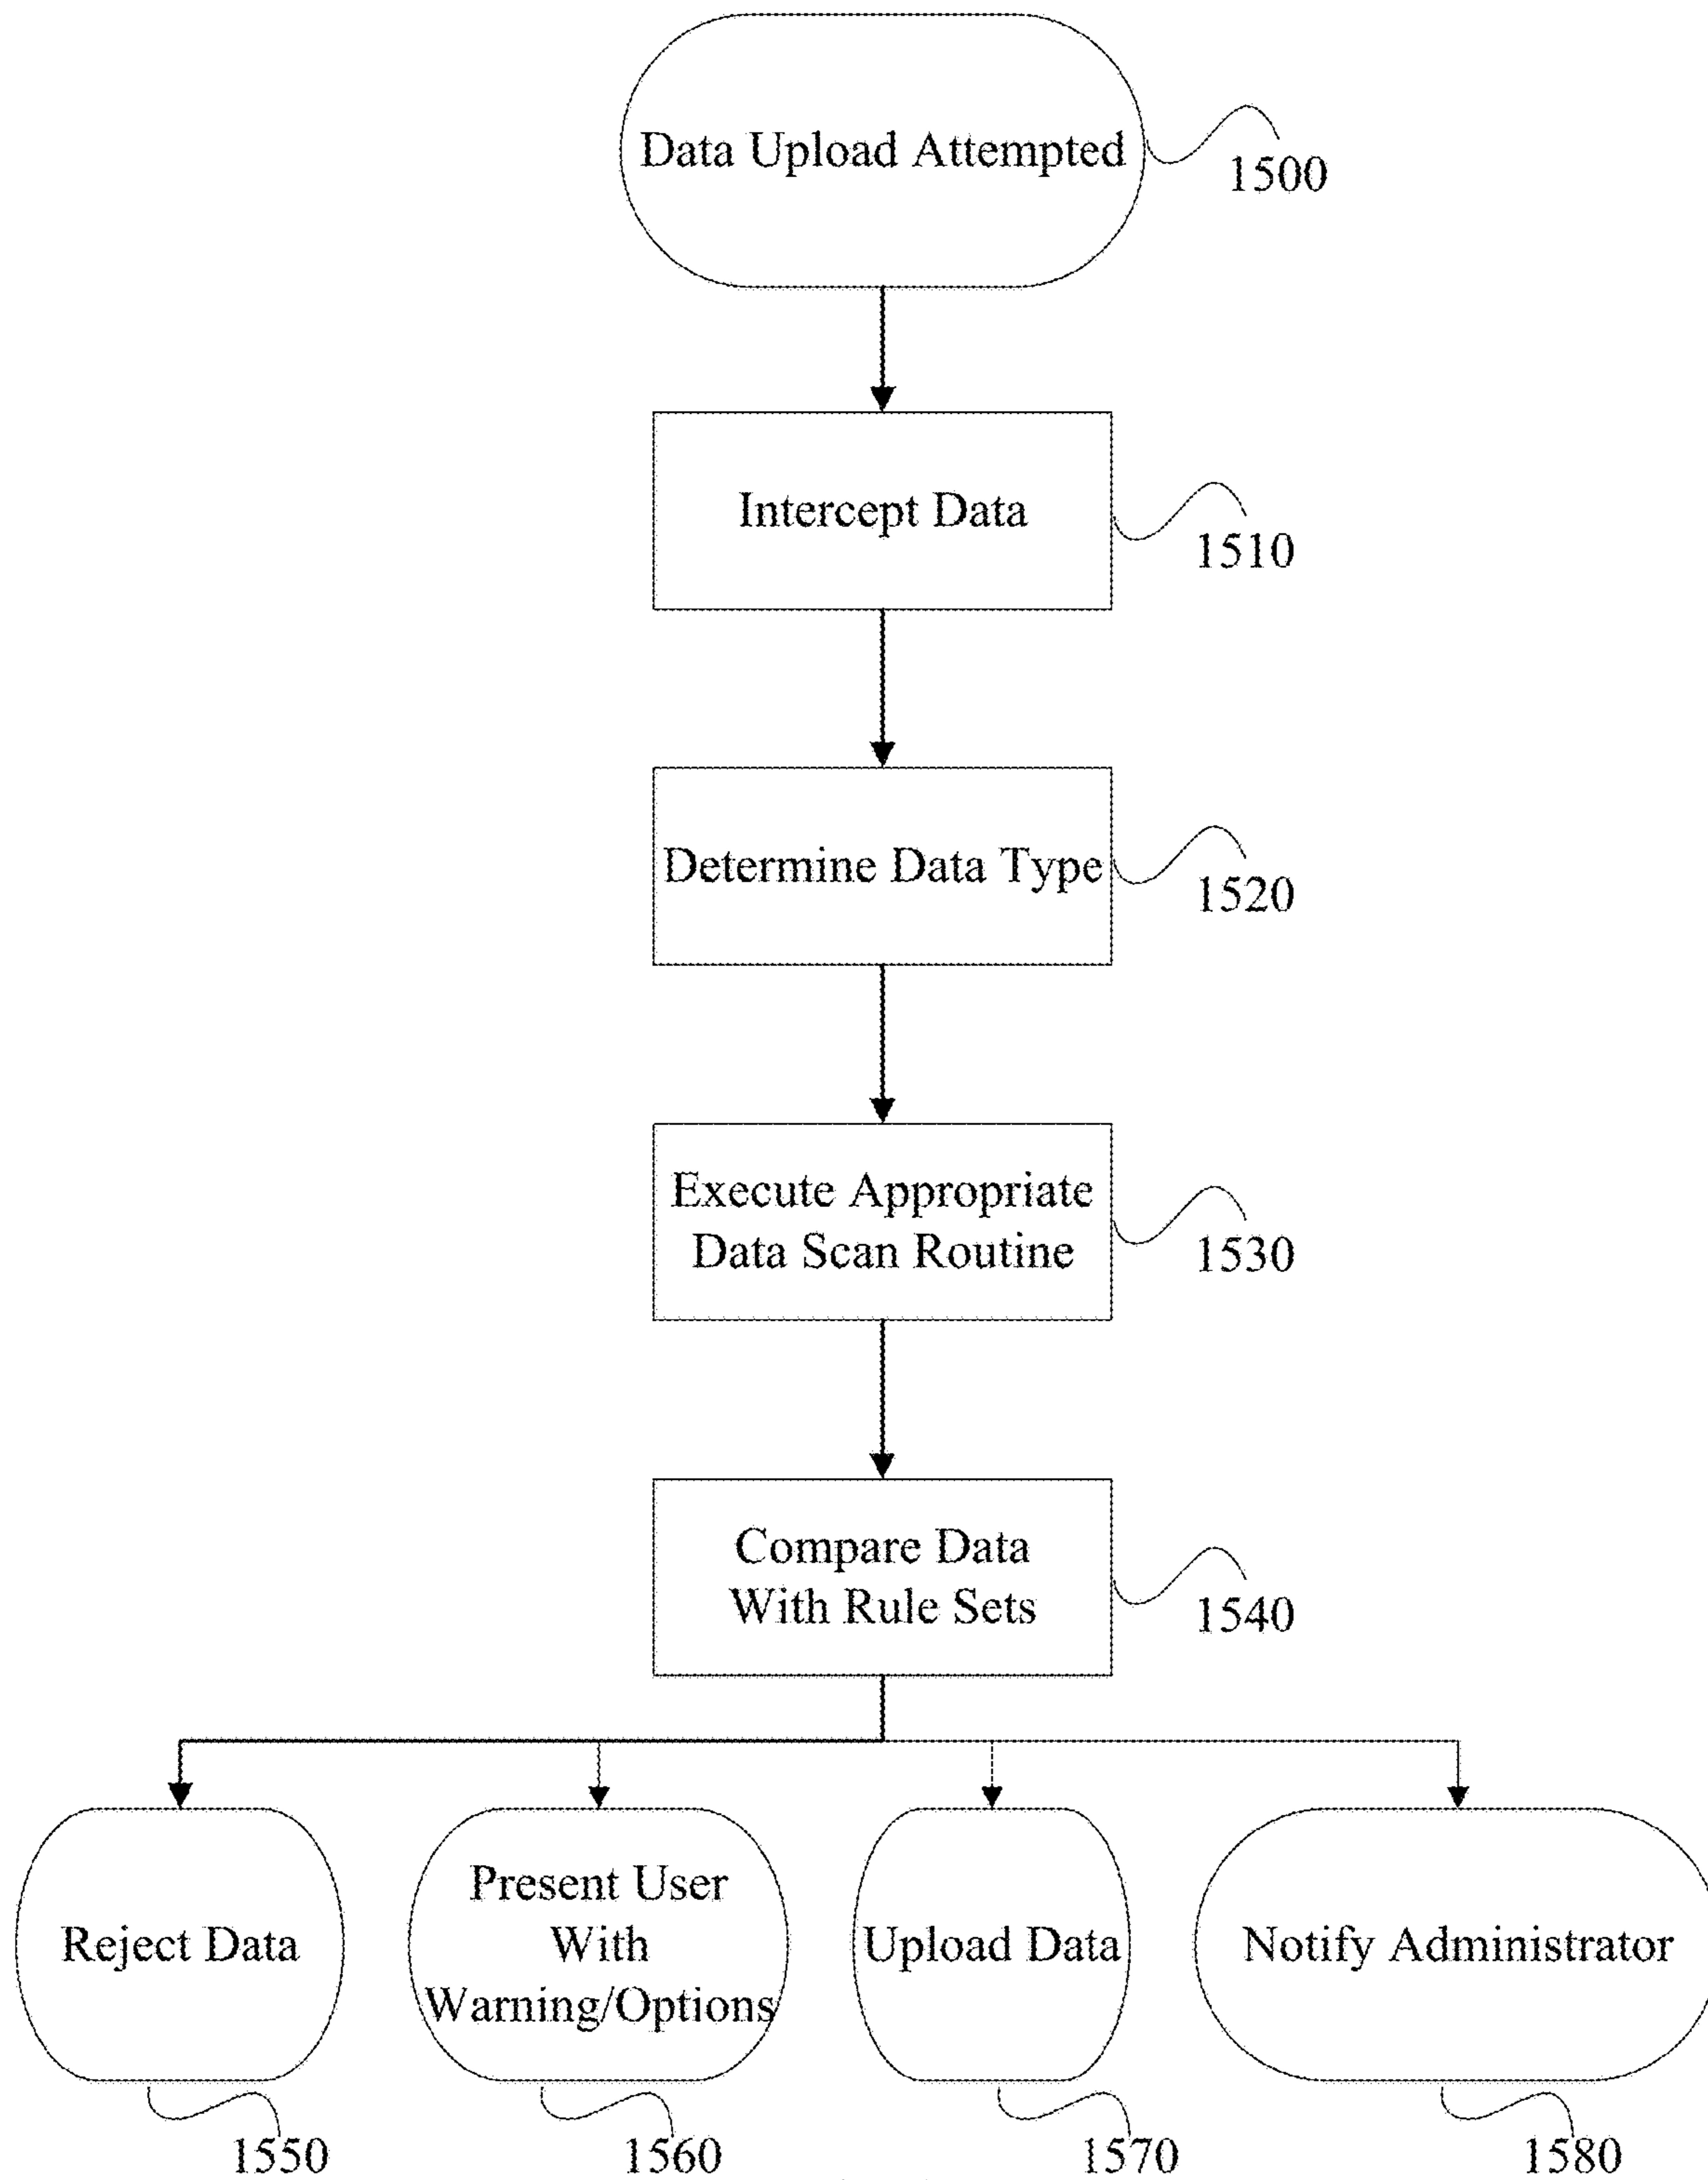 Data Upload Attempted
1500
Intercept Data
1510
Determine Data Type
1520
Execute Appropriate
Data Scan Routine
1530
Compare Data
With Rule Sets
1540
Reject Data
Present User
With
Warning/Options
Upload Data
Notify Administrator
1550
1560
1570
1580